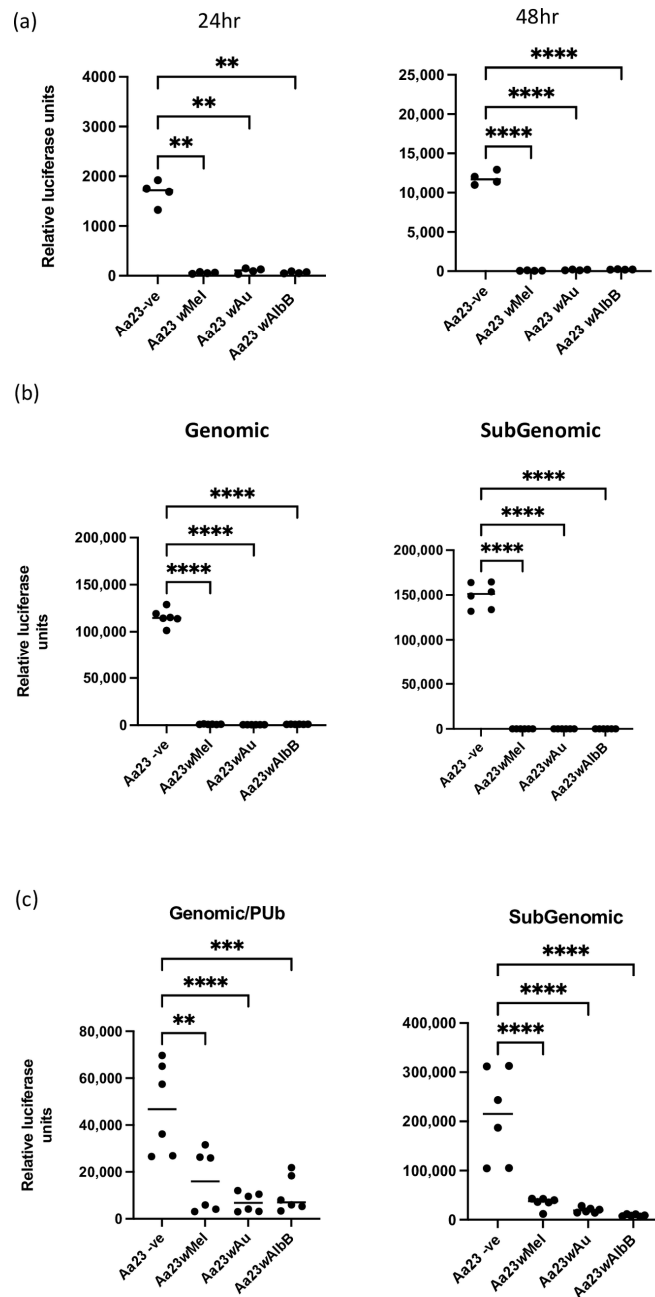 (a)
24hr
48hr
Relative luciferase units
4000
3000
2000
1000
0
**
**
**
Aa23-ve
Aa23 wMel
Aa23 wAu
Aa23 wAlbB
25,000
20,000
15,000
10,000
5,000
0
****
****
****
Aa23-ve
Aa23 wMel
Aa23 wAu
Aa23 wAlbB
(b)
Genomic
SubGenomic
Relative luciferase
units
200,000
150,000
100,000
50,000
0
****
****
****
Aa23 -ve
Aa23wMel
Aa23wAu
Aa23wAlbB
200,000
150,000
100,000
50,000
0
****
****
****
Aa23 -ve
Aa23wMel
Aa23wAu
Aa23wAlbB
(c)
Genomic/PUb
SubGenomic
Relative luciferase
units
80,000
60,000
40,000
20,000
0
***
****
**
Aa23 -ve
Aa23wMel
Aa23wAu
Aa23wAlbB
400,000
300,000
200,000
100,000
0
****
****
****
Aa23 -ve
Aa23wMel
Aa23wAu
Aa23wAlbB